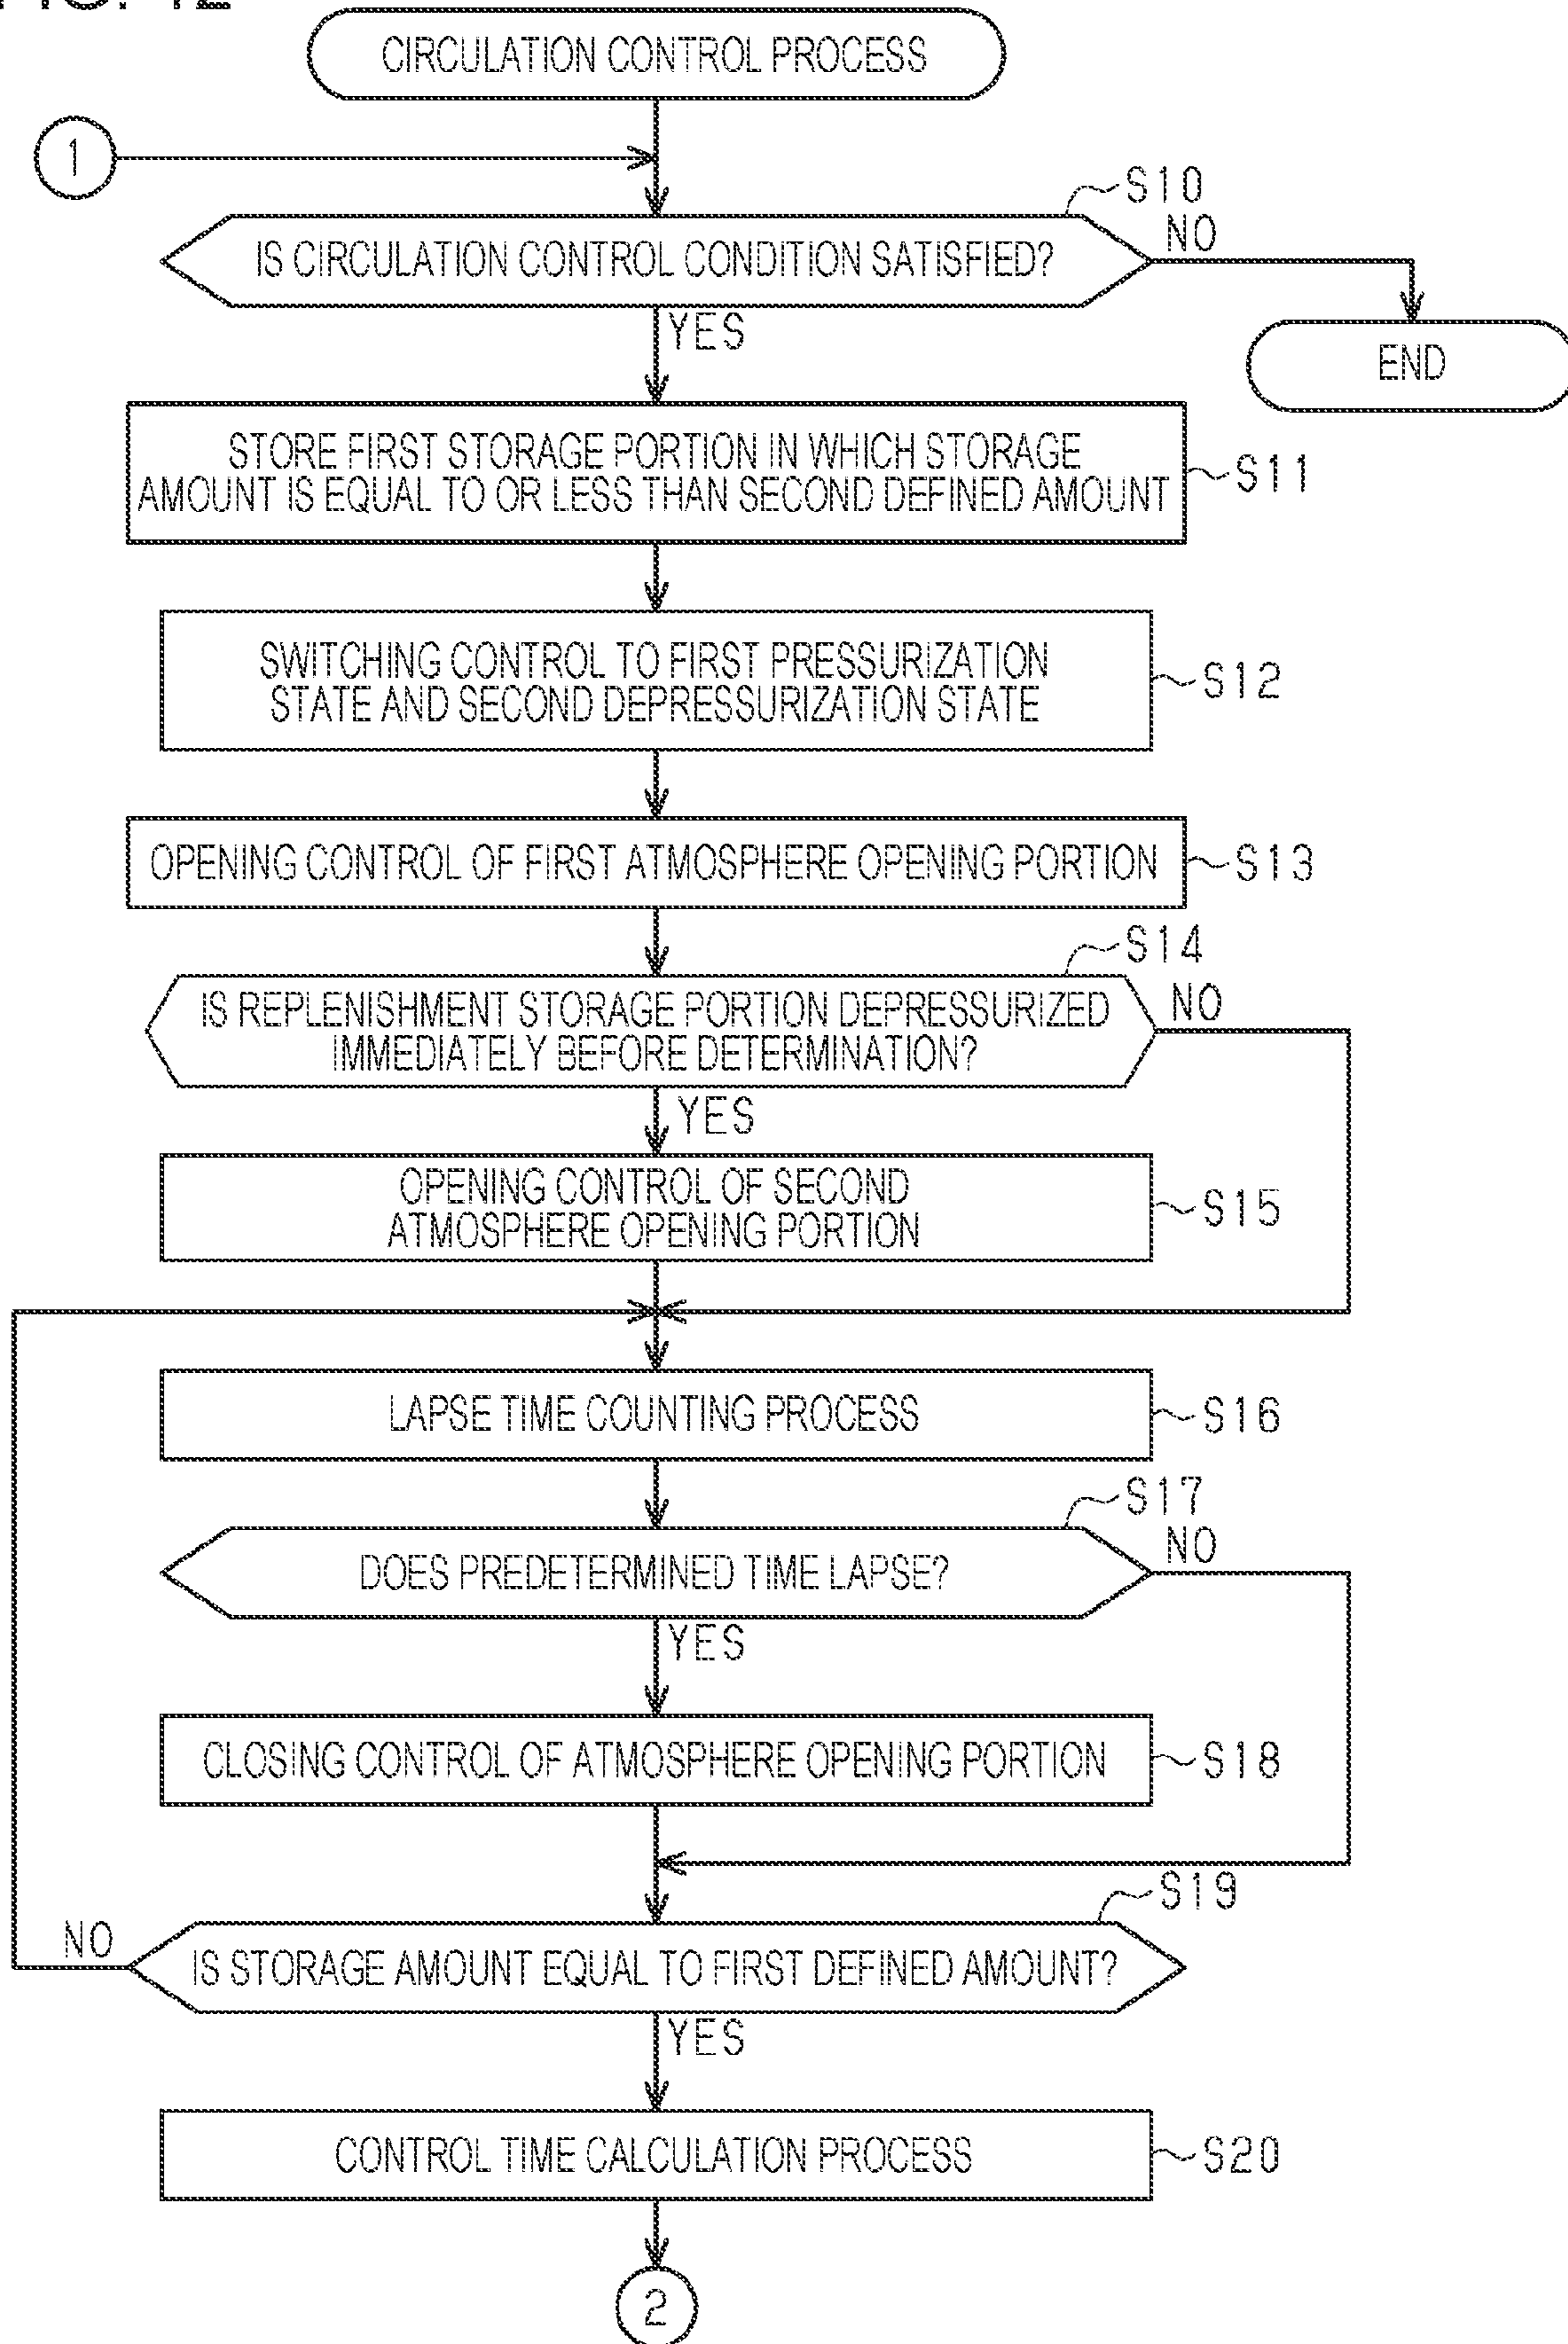 CIRCULATION CONTROL PROCESS
1
S10
IS CIRCULATION CONTROL CONDITION SATISFIED?
NO
YES
END
STORE FIRST STORAGE PORTION IN WHICH STORAGE
AMOUNT IS EQUAL TO OR LESS THAN SECOND DEFINED AMOUNT
S11
SWITCHING CONTROL TO FIRST PRESSURIZATION
STATE AND SECOND DEPRESSURIZATION STATE
S12
OPENING CONTROL OF FIRST ATMOSPHERE OPENING PORTION
S13
S14
IS REPLENISHMENT STORAGE PORTION DEPRESSURIZED
IMMEDIATELY BEFORE DETERMINATION?
NO
YES
OPENING CONTROL OF SECOND
ATMOSPHERE OPENING PORTION
S15
LAPSE TIME COUNTING PROCESS
S16
S17
DOES PREDETERMINED TIME LAPSE?
NO
YES
CLOSING CONTROL OF ATMOSPHERE OPENING PORTION
S18
S19
NO
IS STORAGE AMOUNT EQUAL TO FIRST DEFINED AMOUNT?
YES
CONTROL TIME CALCULATION PROCESS
S20
2